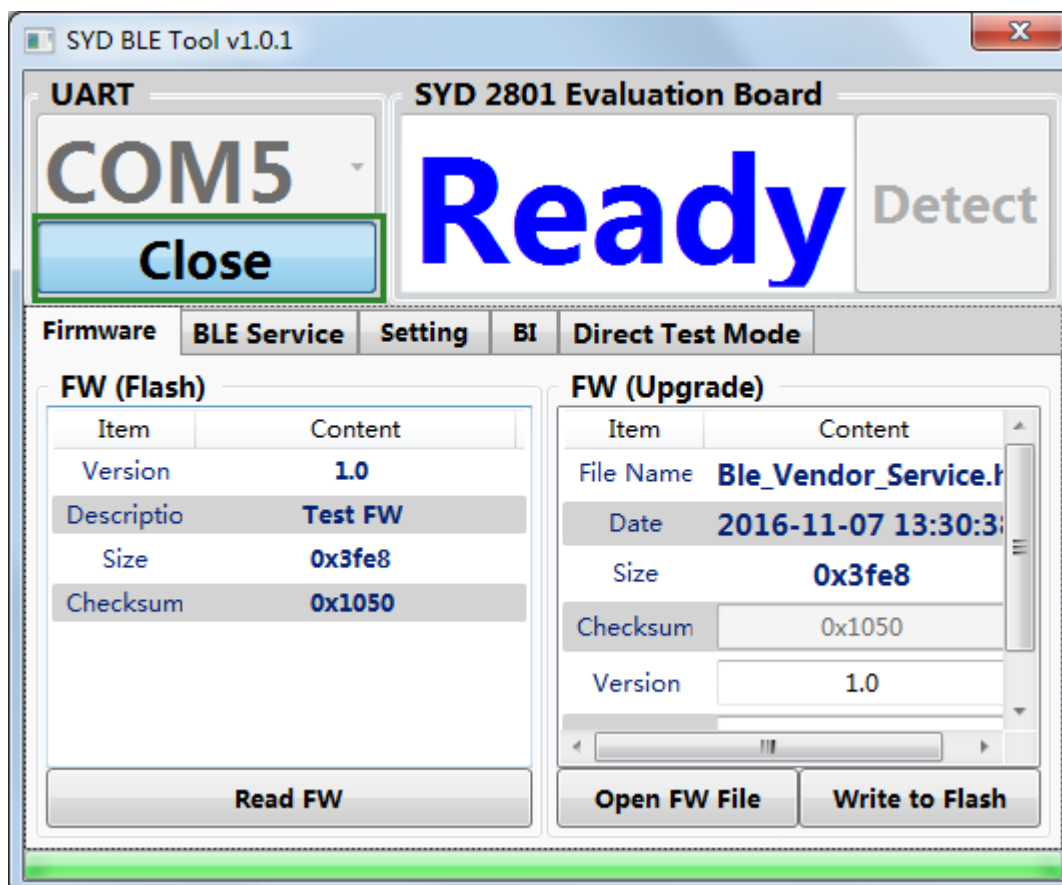 SYD BLE Tool v1.0.1
UART
COM5
Close
SYD 2801 Evaluation Board
Ready
Detect
Firmware BLE Service Setting BI Direct Test Mode
FW (Flash)
Item Content
Version 1.0
Descriptio Test FW
Size 0x3fe8
Checksum 0x1050
Read FW
FW (Upgrade)
Item Content
File Name Ble_Vendor_Service.h
Date 2016-11-07 13:30:3
Size 0x3fe8
Checksum 0x1050
Version 1.0
Open FW File Write to Flash